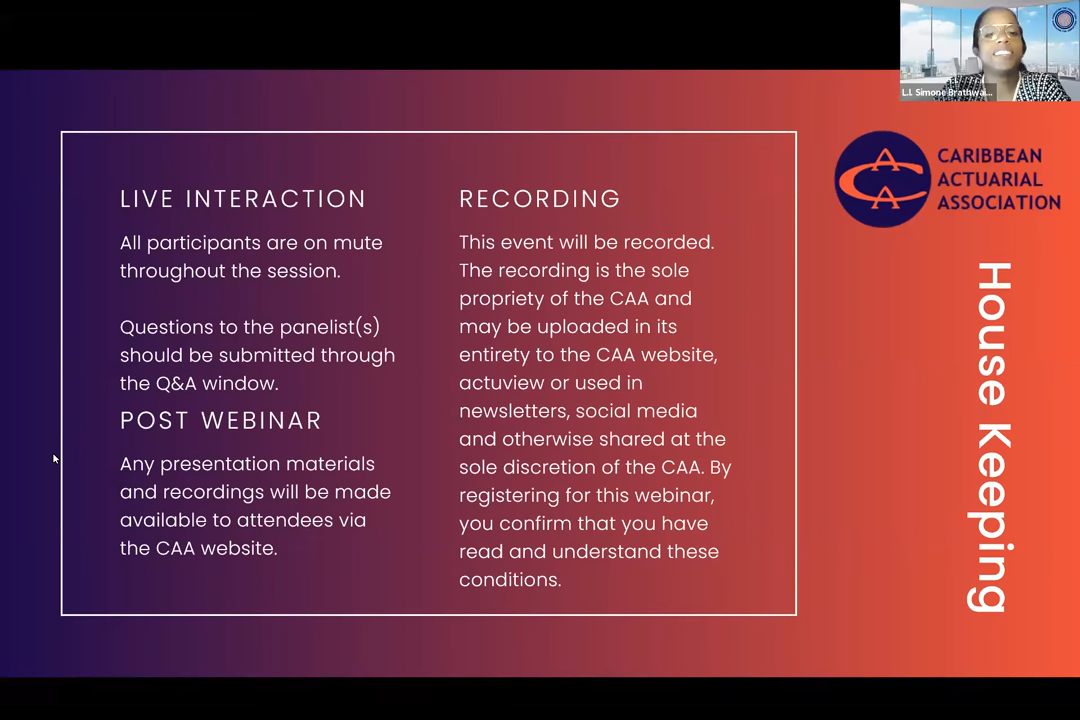 L.I. Simone Brathwai...
CARIBBEAN
ACTUARIAL
ASSOCIATION
House Keeping
LIVE INTERACTION
All participants are on mute
throughout the session.
Questions to the panelist(s)
should be submitted through
the Q&A window.
POST WEBINAR
Any presentation materials
and recordings will be made
available to attendees via
the CAA website.
RECORDING
This event will be recorded.
The recording is the sole
propriety of the CAA and
may be uploaded in its
entirety to the CAA website,
actuview or used in
newsletters, social media
and otherwise shared at the
sole discretion of the CAA. By
registering for this webinar,
you confirm that you have
read and understand these
conditions.